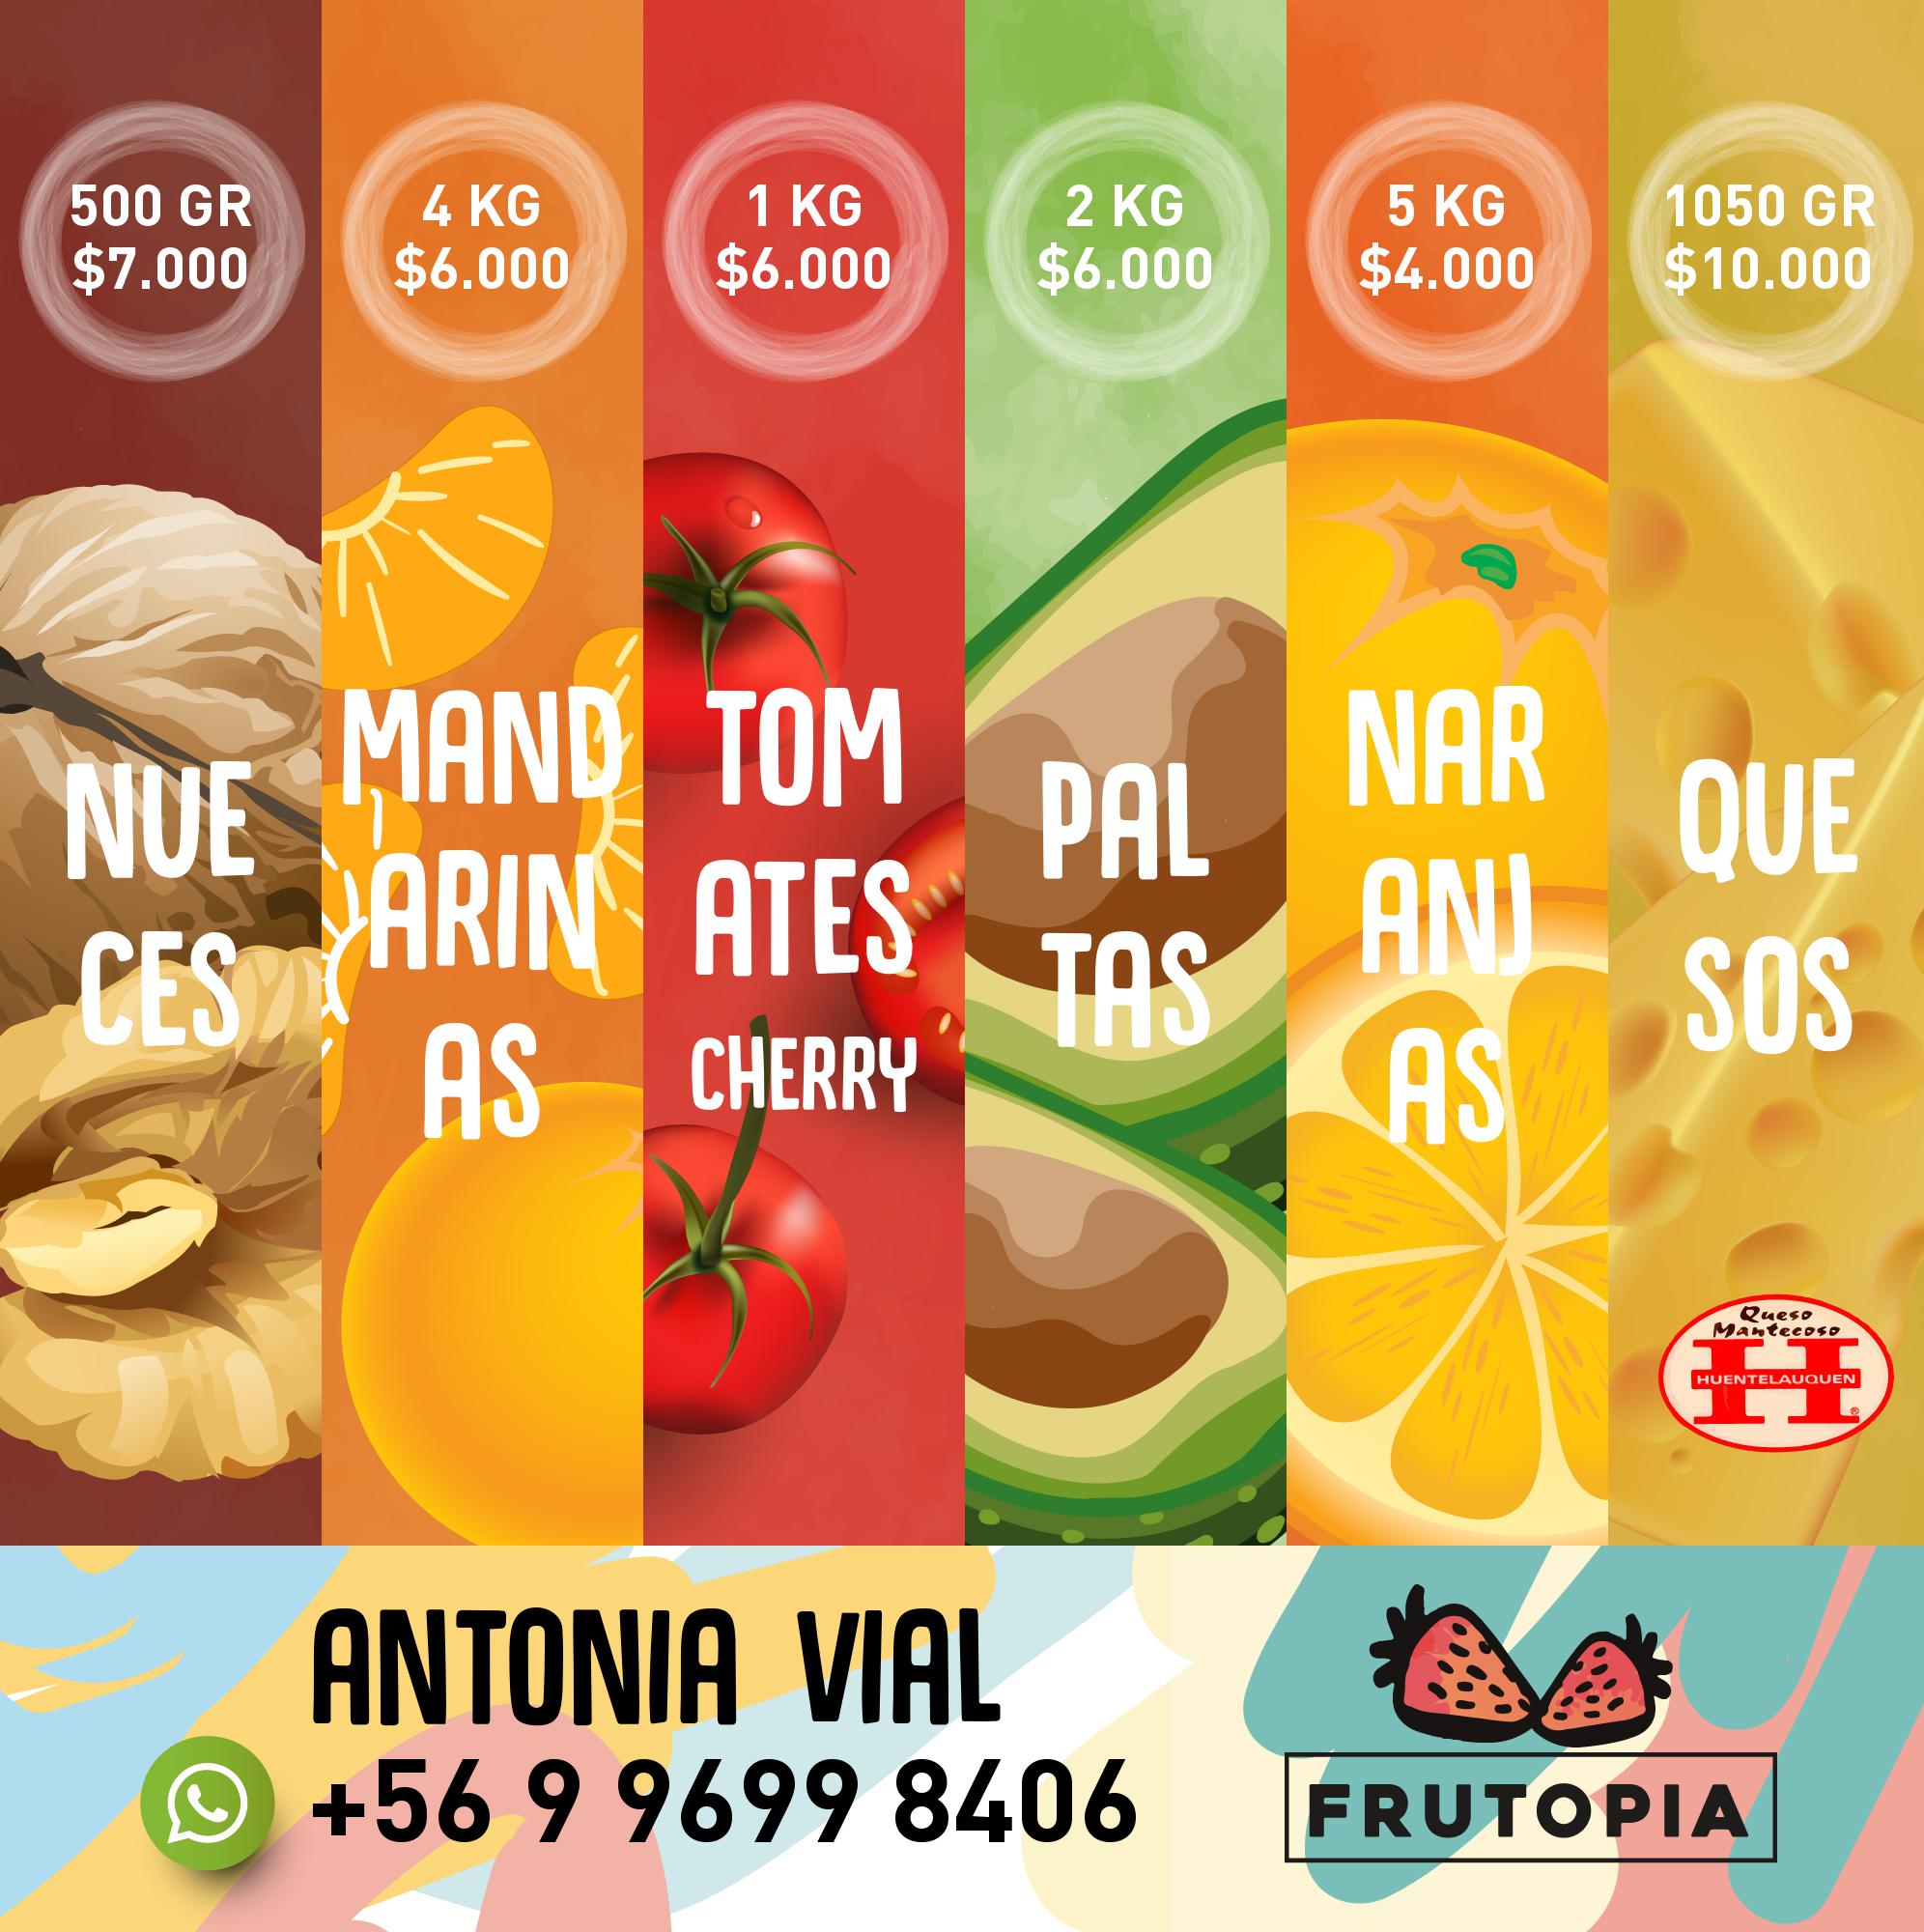 500 GR
$7.000
NUE
CES
4 KG
$6.000
MAND
ARIN
AS
1 KG
$6.000
TOM
ATES
CHERRY
2 KG
$6.000
PAL
TAS
5 KG
$4.000
NAR
ANJ
AS
1050 GR
$10.000
QUE
SOS
Queso
Mantecoso
H
HUENTELAUQUEN
®
ANTONIA VIAL
+56 9 9699 8406
FRUTOPIA